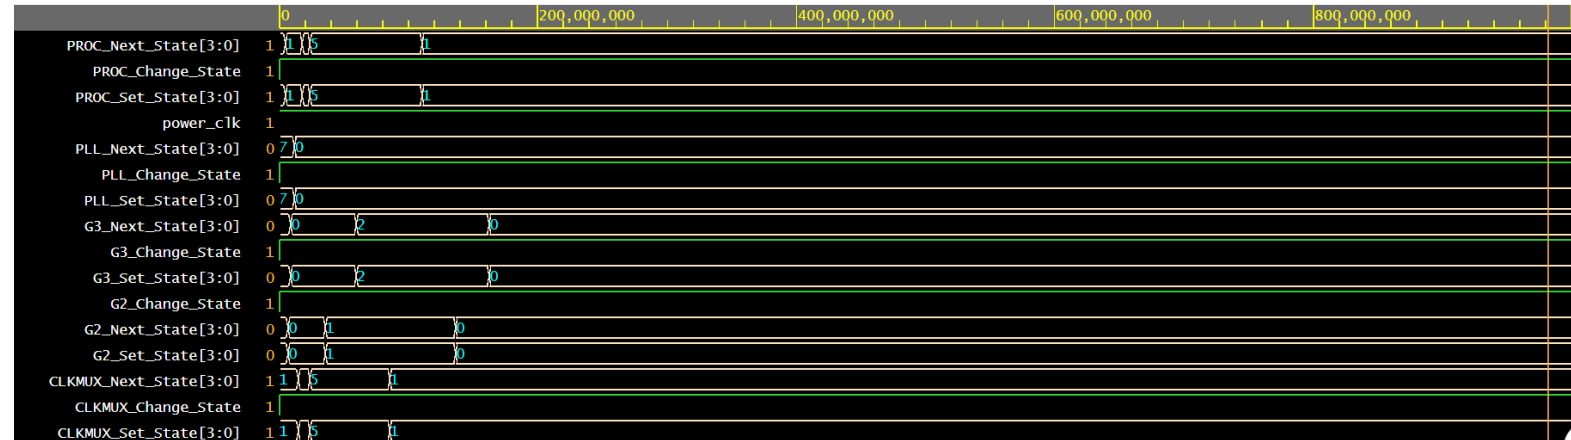 0 200,000,000 400,000,000 600,000,000 800,000,000
PROC_Next_State[3:0] 1 1 5 1
PROC_Change_State 1
PROC_Set_State[3:0] 1 1 5 1
power_clk 1
PLL_Next_State[3:0] 0 7 0
PLL_Change_State 1
PLL_Set_State[3:0] 0 7 0
G3_Next_State[3:0] 0 0 2 0
G3_Change_State 1
G3_Set_State[3:0] 0 0 2 0
G2_Change_State 1
G2_Next_State[3:0] 0 0 1 0
G2_Set_State[3:0] 0 0 1 0
CLKMUX_Next_State[3:0] 1 1 5 1
CLKMUX_Change_State 1
CLKMUX_Set_State[3:0] 1 1 5 1